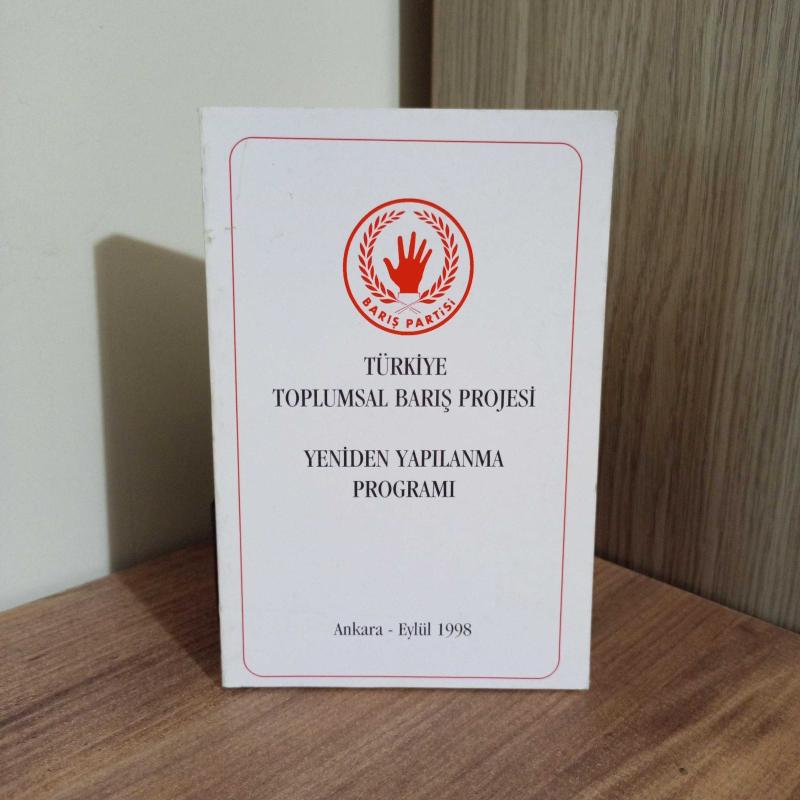 BARIŞ PARTİSİ
TÜRKİYE
TOPLUMSAL BARIŞ PROJESİ
YENİDEN YAPILANMA
PROGRAMI
Ankara - Eylül 1998